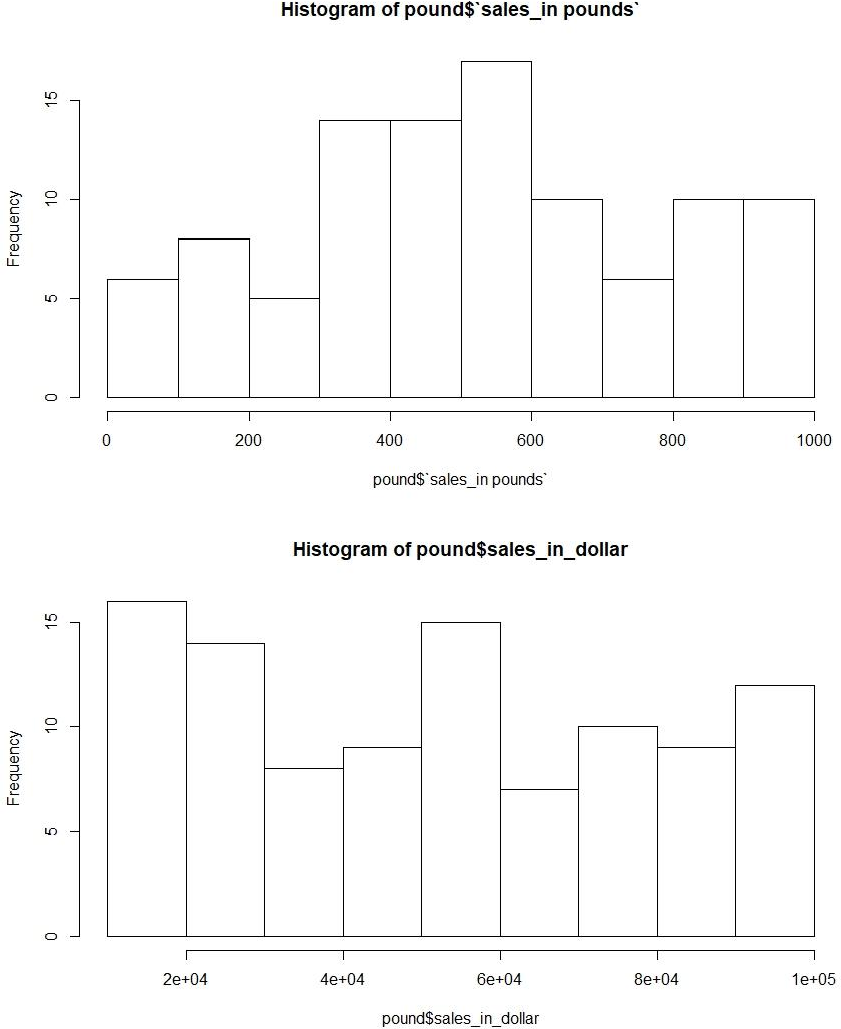 Histogram of pound$`sales_in pounds`
Frequency
15
10
5
0
0 200 400 600 800 1000
pound$`sales_in pounds`
Histogram of pound$sales_in_dollar
Frequency
15
10
5
0
2e+04 4e+04 6e+04 8e+04 1e+05
pound$sales_in_dollar